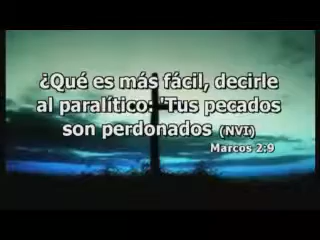 ¿Qué es más fácil, decirle
al paralítico: 'Tus pecados
son perdonados (NVI)
Marcos 2:9